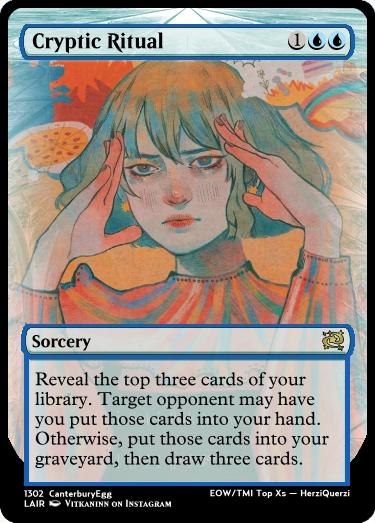 Cryptic Ritual 1
Sorcery
Reveal the top three cards of your
library. Target opponent may have
you put those cards into your hand.
Otherwise, put those cards into your
graveyard, then draw three cards.
1302 CanterburyEgg EOW/TMI Top Xs — HerziQuerzi
LAIR Vitkaninn on Instagram